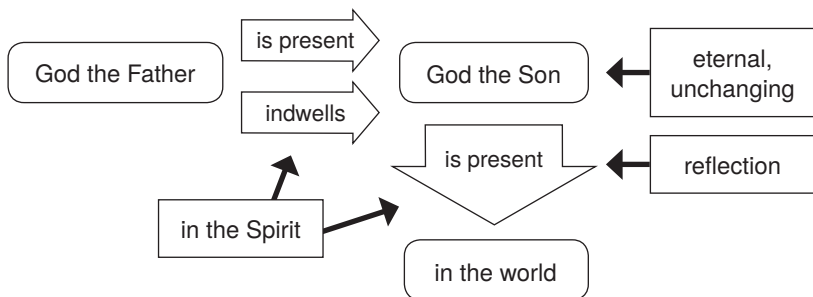 is present
God the Father
God the Son
eternal,
unchanging
indwells
is present
reflection
in the Spirit
in the world